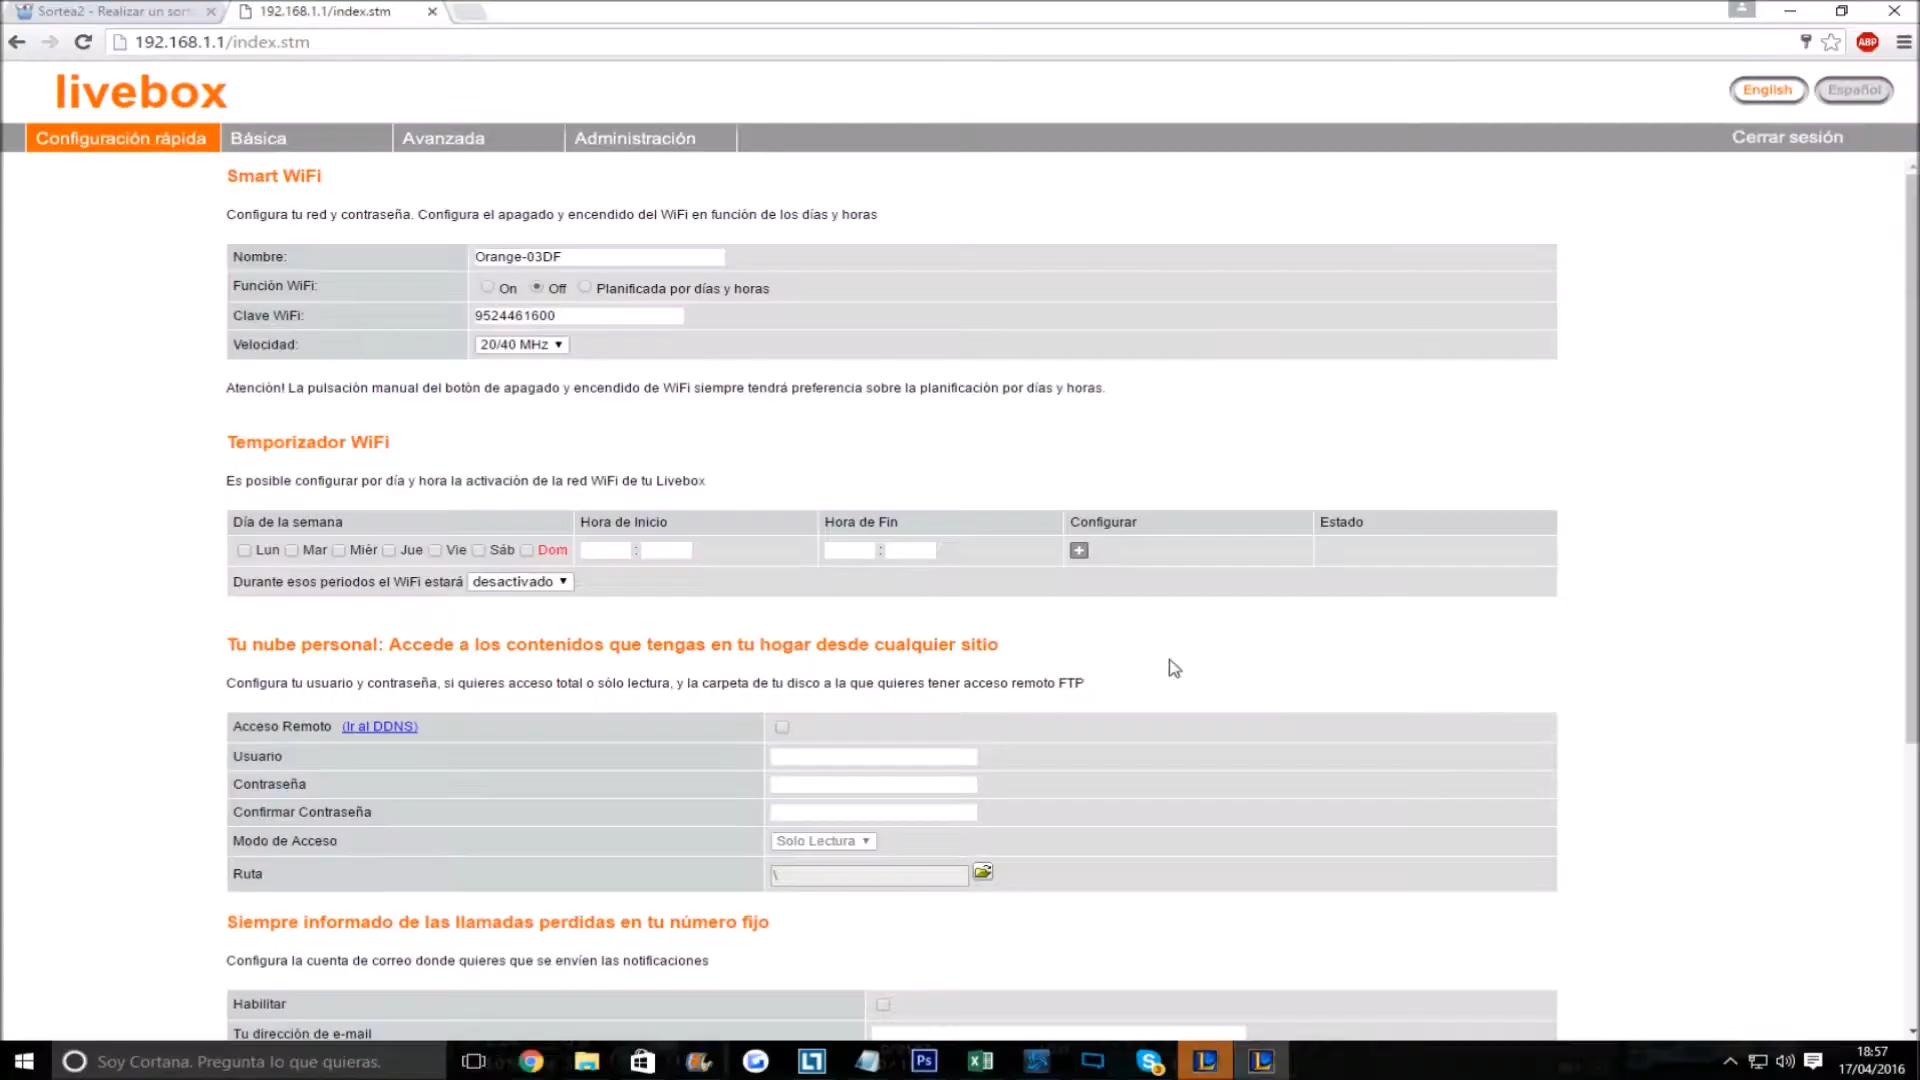 Sortea2 - Realizar un sort
192.168.1.1/index.stm
192.168.1.1/index.stm
ABP
livebox
English
Español
Configuración rápida
Básica
Avanzada
Administración
Cerrar sesión
Smart WiFi
Configura tu red y contraseña. Configura el apagado y encendido del WiFi en función de los días y horas
Nombre: Orange-03DF
Función WiFi: On Off Planificada por días y horas
Clave WiFi: 9524461600
Velocidad: 20/40 MHz
Atención! La pulsación manual del botón de apagado y encendido de WiFi siempre tendrá preferencia sobre la planificación por días y horas.
Temporizador WiFi
Es posible configurar por día y hora la activación de la red WiFi de tu Livebox
Día de la semana Hora de Inicio Hora de Fin Configurar Estado
Lun Mar Miér Jue Vie Sáb Dom : :
Durante esos periodos el WiFi estará desactivado
Tu nube personal: Accede a los contenidos que tengas en tu hogar desde cualquier sitio
Configura tu usuario y contraseña, si quieres acceso total o sólo lectura, y la carpeta de tu disco a la que quieres tener acceso remoto FTP
Acceso Remoto (Ir al DDNS)
Usuario
Contraseña
Confirmar Contraseña
Modo de Acceso Solo Lectura
Ruta \
Siempre informado de las llamadas perdidas en tu número fijo
Configura la cuenta de correo donde quieres que se envíen las notificaciones
Habilitar
Tu dirección de e-mail
Soy Cortana. Pregunta lo que quieras.
Ps
18:57
17/04/2016